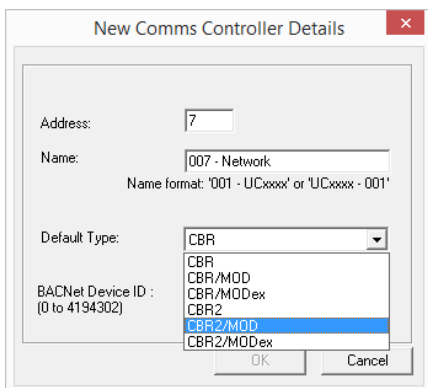 New Comms Controller Details
Address:
7
Name:
007 - Network
Name format: '001 - UCxxxx' or 'UCxxxx - 001'
Default Type:
CBR
CBR
CBR/MOD
CBR/MODex
CBR2
CBR2/MOD
CBR2/MODex
BACNet Device ID :
(0 to 4194302)
OK
Cancel